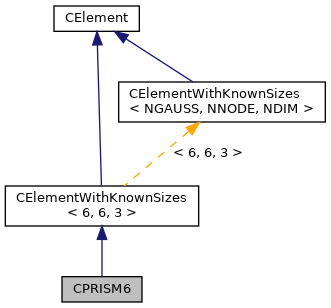 CElement
CElementWithKnownSizes
< NGAUSS, NNODE, NDIM >
< 6, 6, 3 >
CElementWithKnownSizes
< 6, 6, 3 >
CPRISM6